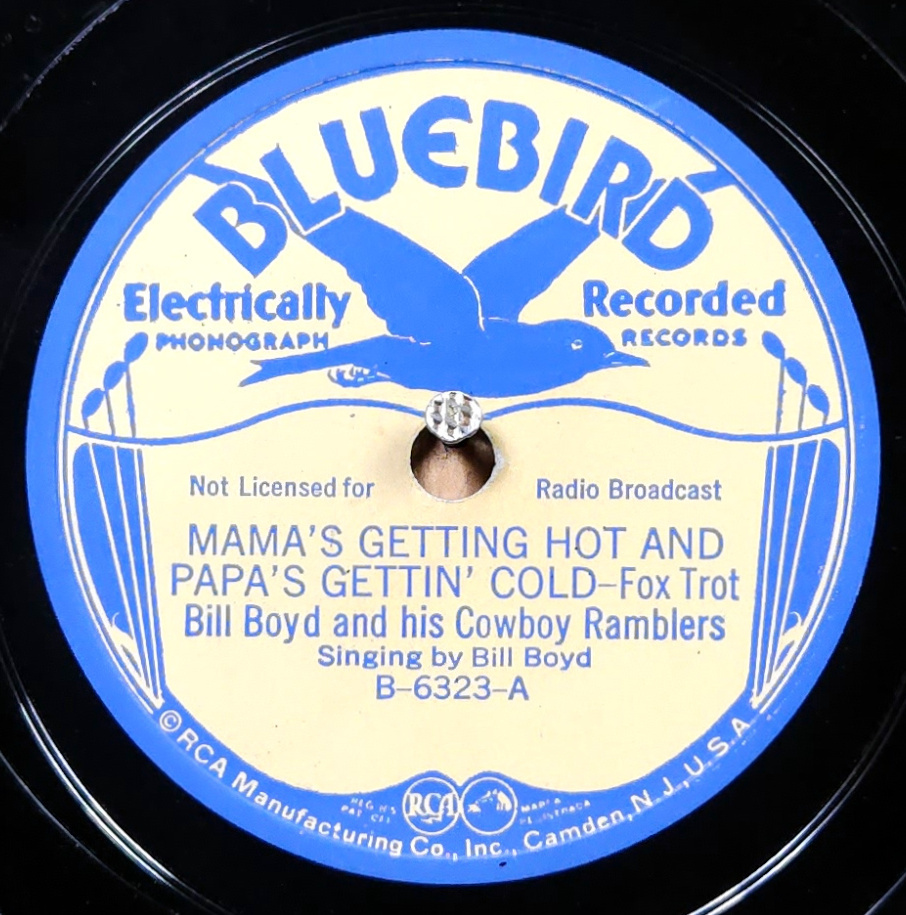 BLUEBIRD
Electrically Recorded
PHONOGRAPH RECORDS
Not Licensed for Radio Broadcast
MAMA'S GETTING HOT AND
PAPA'S GETTIN' COLD–Fox Trot
Bill Boyd and his Cowboy Ramblers
Singing by Bill Boyd
B–6323–A
RCA
© RCA Manufacturing Co., Inc., Camden, N.J., U.S.A.